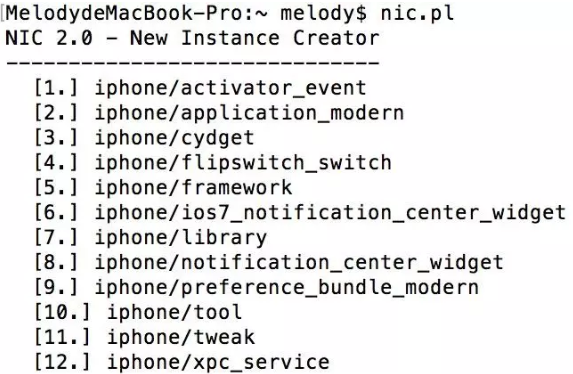 MelodydeMacBook-Pro:~ melody$ nic.pl
NIC 2.0 - New Instance Creator
------------------------------
[1.] iphone/activator_event
[2.] iphone/application_modern
[3.] iphone/cydget
[4.] iphone/flipswitch_switch
[5.] iphone/framework
[6.] iphone/ios7_notification_center_widget
[7.] iphone/library
[8.] iphone/notification_center_widget
[9.] iphone/preference_bundle_modern
[10.] iphone/tool
[11.] iphone/tweak
[12.] iphone/xpc_service